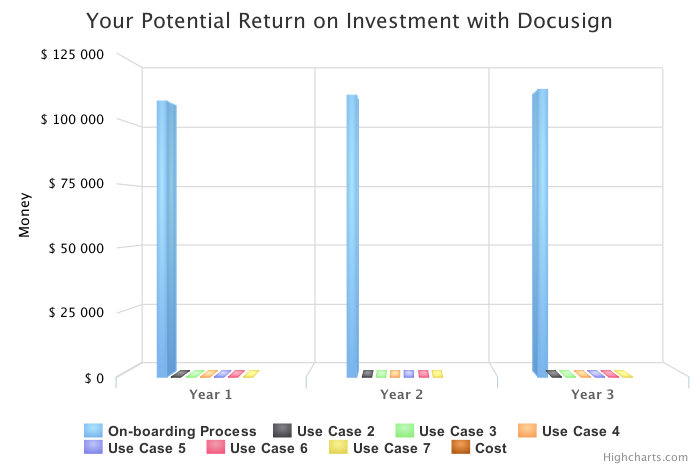 Your Potential Return on Investment with Docusign
$ 125 000
$ 100 000
$ 75 000
$ 50 000
$ 25 000
$ 0
Money
Year 1
Year 2
Year 3
On-boarding Process Use Case 2 Use Case 3 Use Case 4
Use Case 5 Use Case 6 Use Case 7 Cost
Highcharts.com